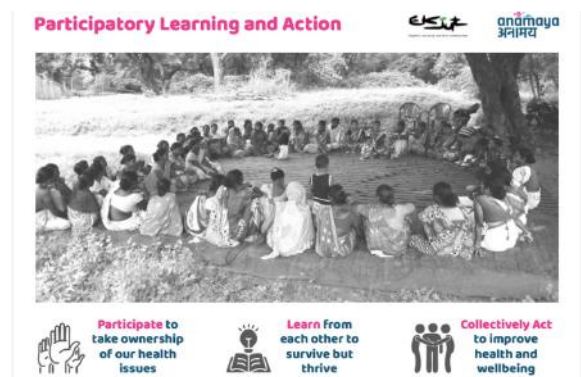 Participatory Learning and Action
ekjut
anamaya
अनामय
Participate to
take ownership
of our health
issues
Learn from
each other to
survive but
thrive
Collectively Act
to improve
health and
wellbeing